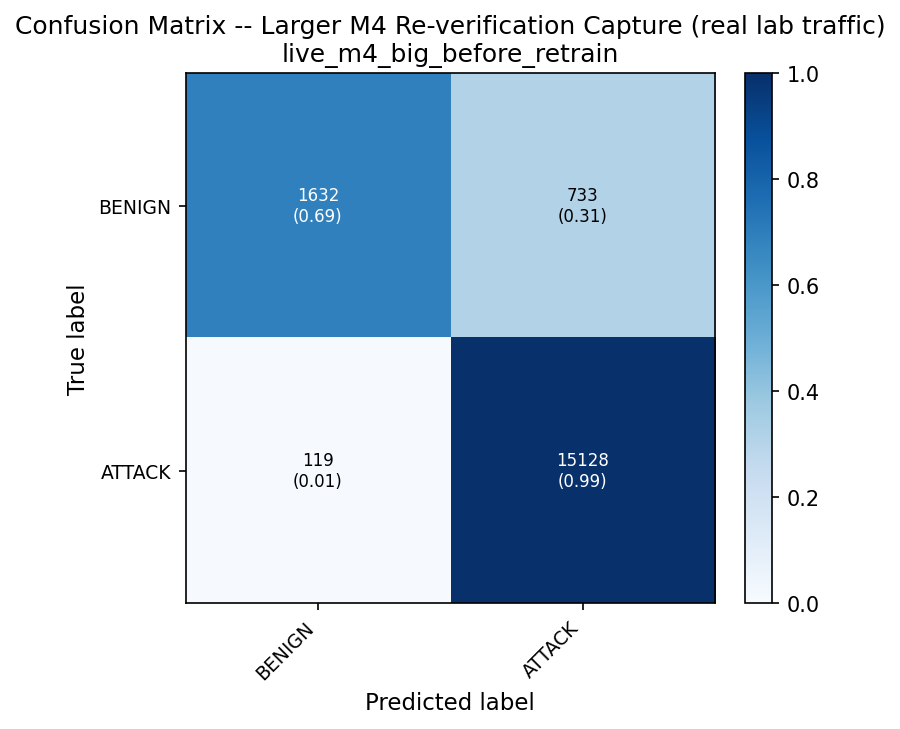 Confusion Matrix -- Larger M4 Re-verification Capture (real lab traffic)
live_m4_big_before_retrain
True label
BENIGN
1632
(0.69)
733
(0.31)
ATTACK
119
(0.01)
15128
(0.99)
BENIGN
ATTACK
Predicted label
1.0
0.8
0.6
0.4
0.2
0.0